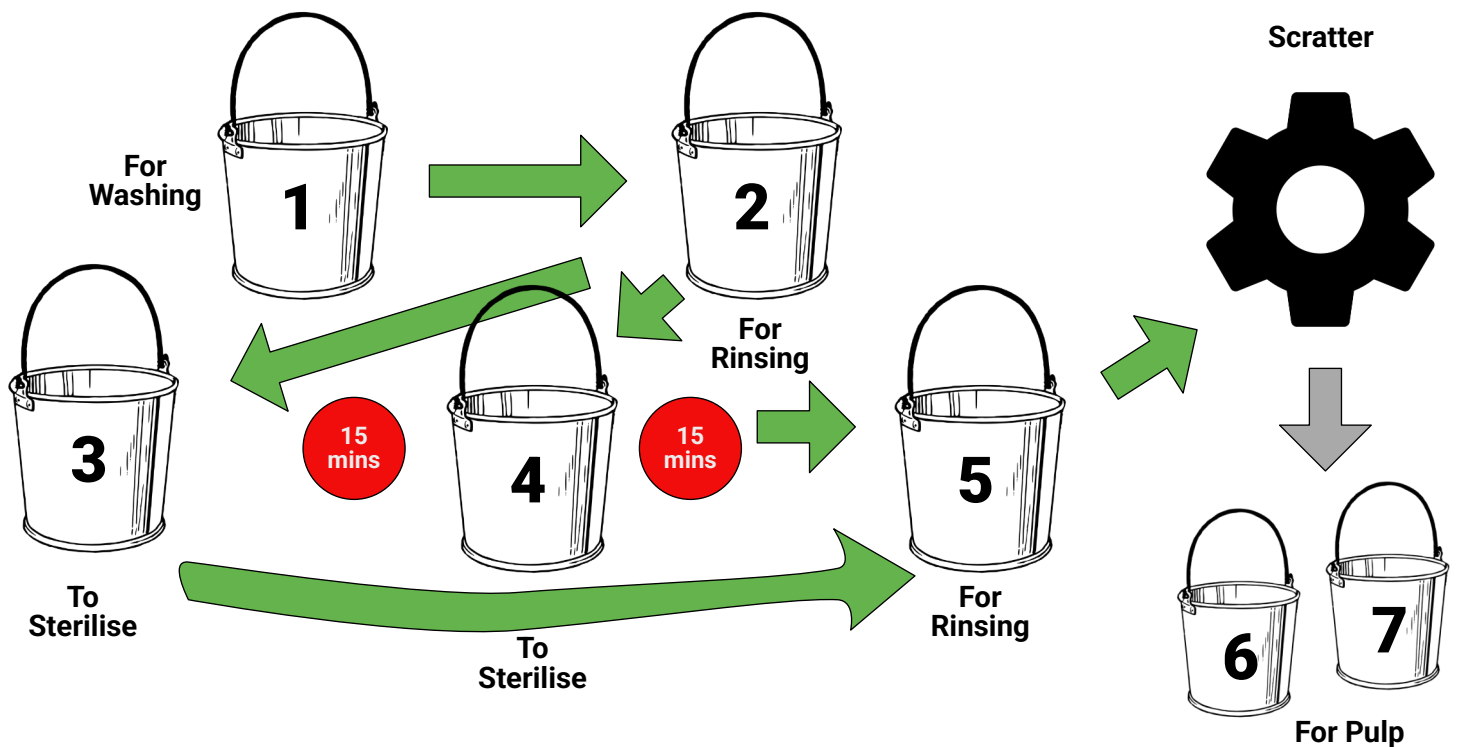 Scratter
For
Washing
1
2
For
Rinsing
3
15
mins
4
15
mins
5
To
Sterilise
To
Sterilise
For
Rinsing
6
7
For Pulp